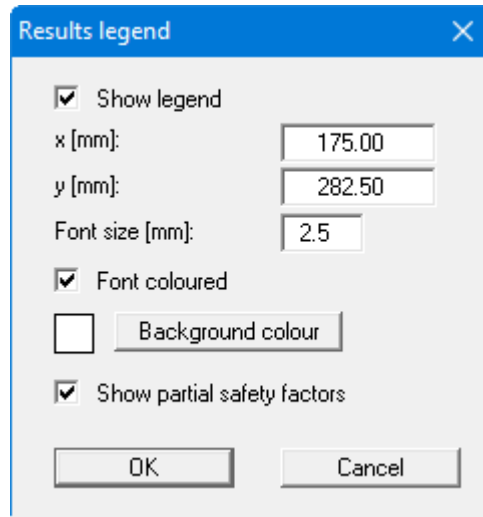 Results legend
Show legend
x [mm]: 175.00
y [mm]: 282.50
Font size [mm]: 2.5
Font coloured
Background colour
Show partial safety factors
OK Cancel